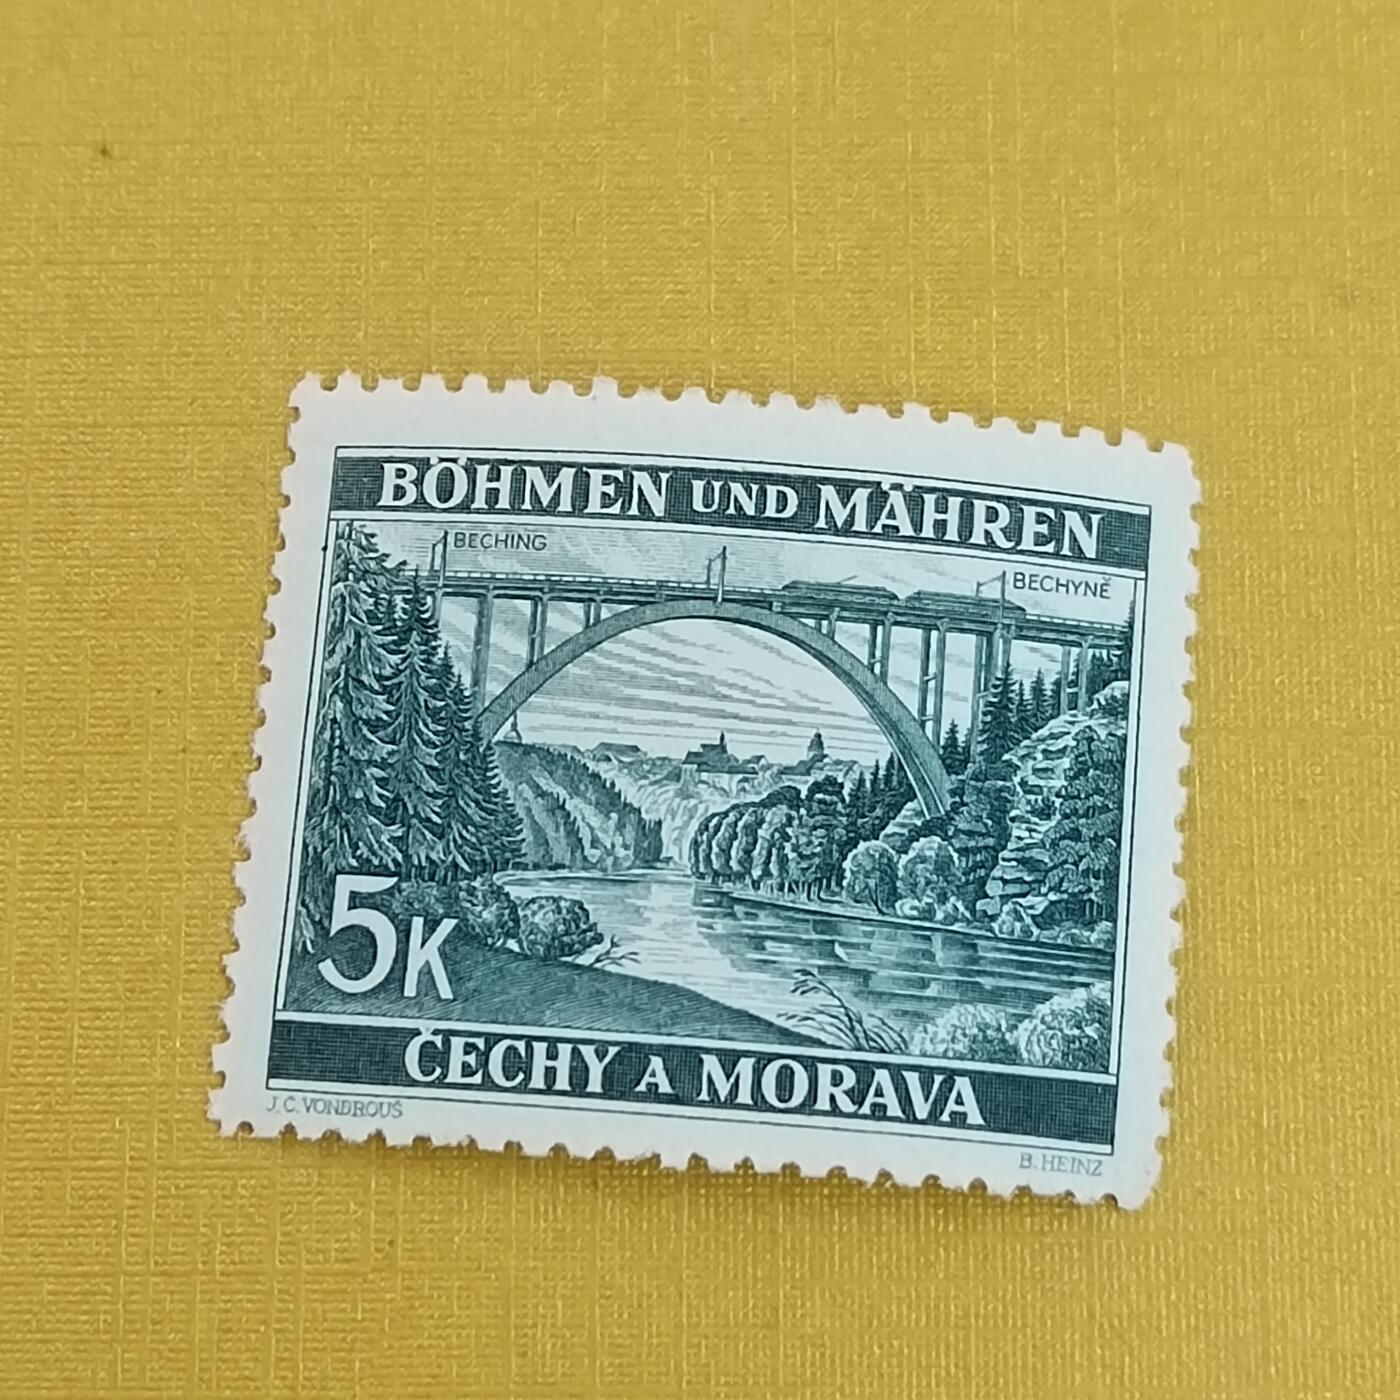 BÖHMEN UND MÄHREN
BECHING
BECHYNĚ
5K
ČECHY A MORAVA
J. C. VONDROUŠ
B. HEINZ